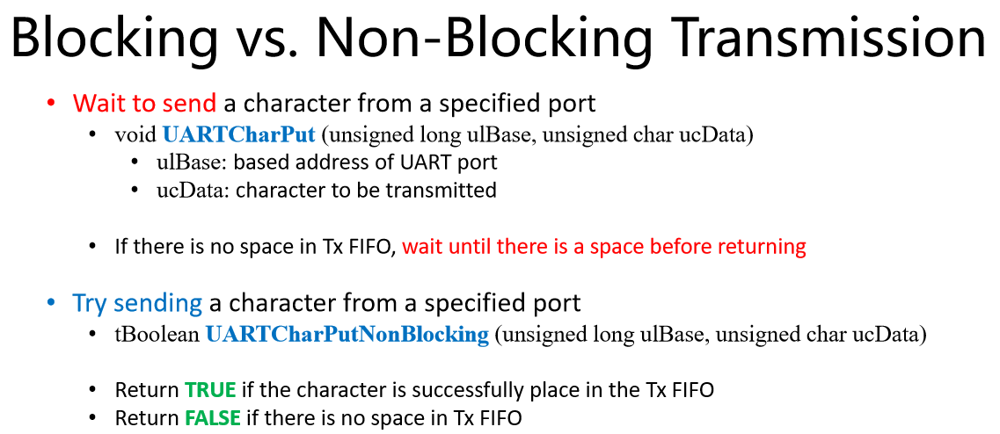 Blocking vs. Non-Blocking Transmission
• Wait to send a character from a specified port
• void UARTCharPut (unsigned long ulBase, unsigned char ucData)
• ulBase: based address of UART port
• ucData: character to be transmitted
• If there is no space in Tx FIFO, wait until there is a space before returning
• Try sending a character from a specified port
• tBoolean UARTCharPutNonBlocking (unsigned long ulBase, unsigned char ucData)
• Return TRUE if the character is successfully place in the Tx FIFO
• Return FALSE if there is no space in Tx FIFO